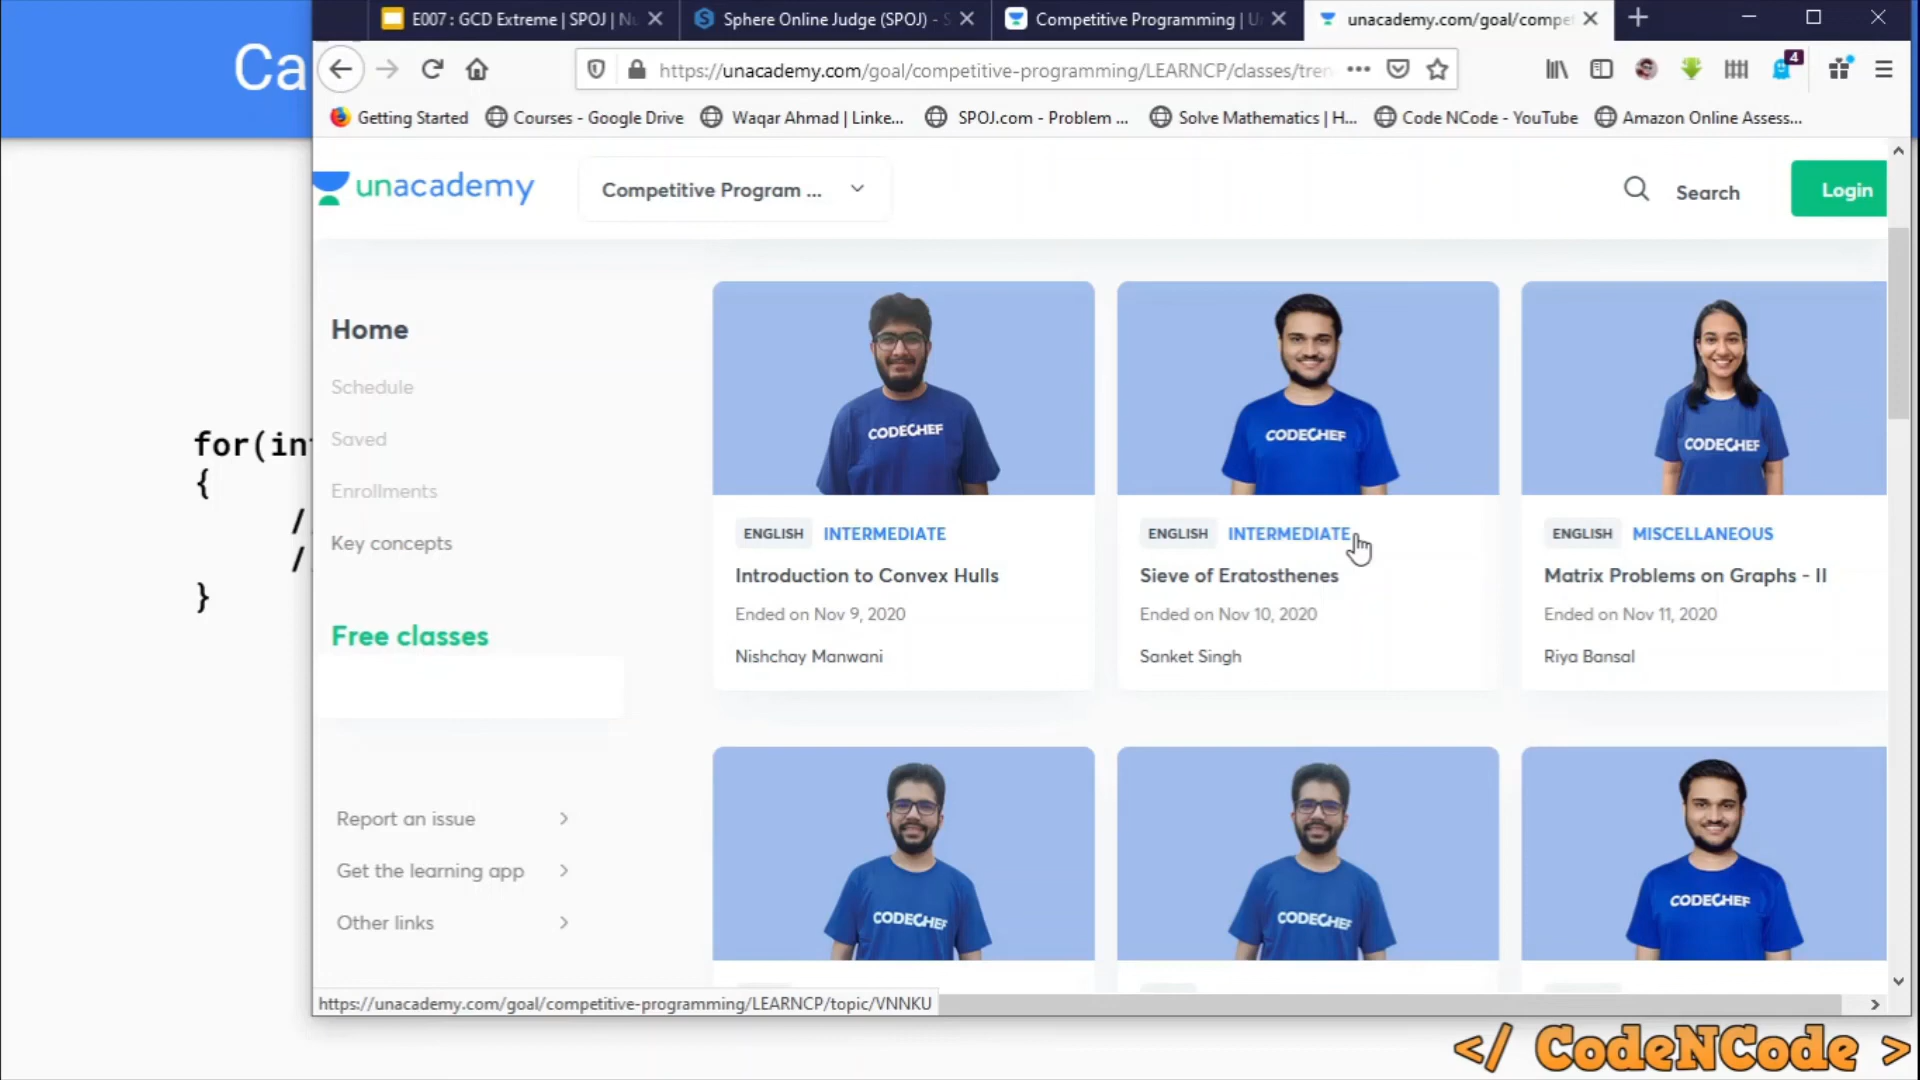 Ca
for(in
{
/
/
}
E007 : GCD Extreme | SPOJ | Nu
Sphere Online Judge (SPOJ) - S
Competitive Programming | U
unacademy.com/goal/compe
https://unacademy.com/goal/competitive-programming/LEARNCP/classes/tren
4
Getting Started
Courses - Google Drive
Waqar Ahmad | Linke...
SPOJ.com - Problem ...
Solve Mathematics | H...
Code NCode - YouTube
Amazon Online Assess...
unacademy
Competitive Program ...
Search
Login
Home
Schedule
Saved
Enrollments
Key concepts
Free classes
Report an issue
Get the learning app
Other links
CODECHEF
ENGLISH INTERMEDIATE
Introduction to Convex Hulls
Ended on Nov 9, 2020
Nishchay Manwani
CODECHEF
ENGLISH INTERMEDIATE
Sieve of Eratosthenes
Ended on Nov 10, 2020
Sanket Singh
CODECHEF
ENGLISH MISCELLANEOUS
Matrix Problems on Graphs - II
Ended on Nov 11, 2020
Riya Bansal
CODECHEF
CODECHEF
CODECHEF
https://unacademy.com/goal/competitive-programming/LEARNCP/topic/VNNKU
</ CodeNCode >